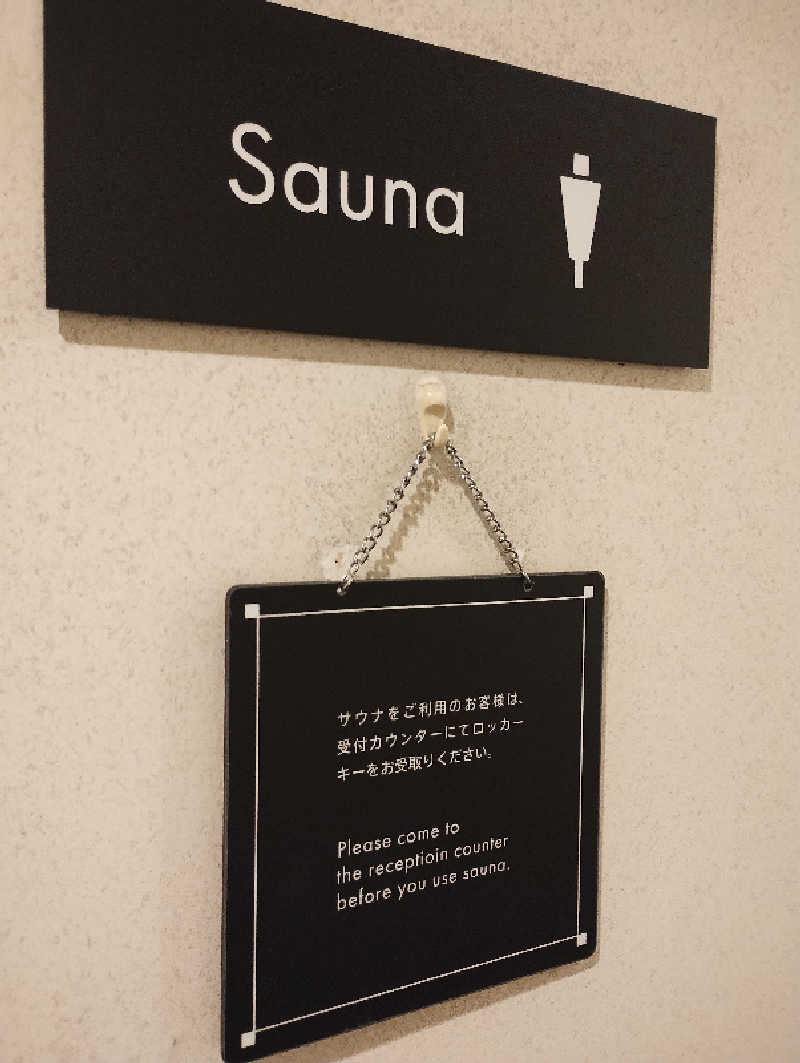 Sauna
サウナをご利用のお客様は、
受付カウンターにてロッカー
キーをお受取りください。
Please come to
the receptioin counter
before you use sauna.